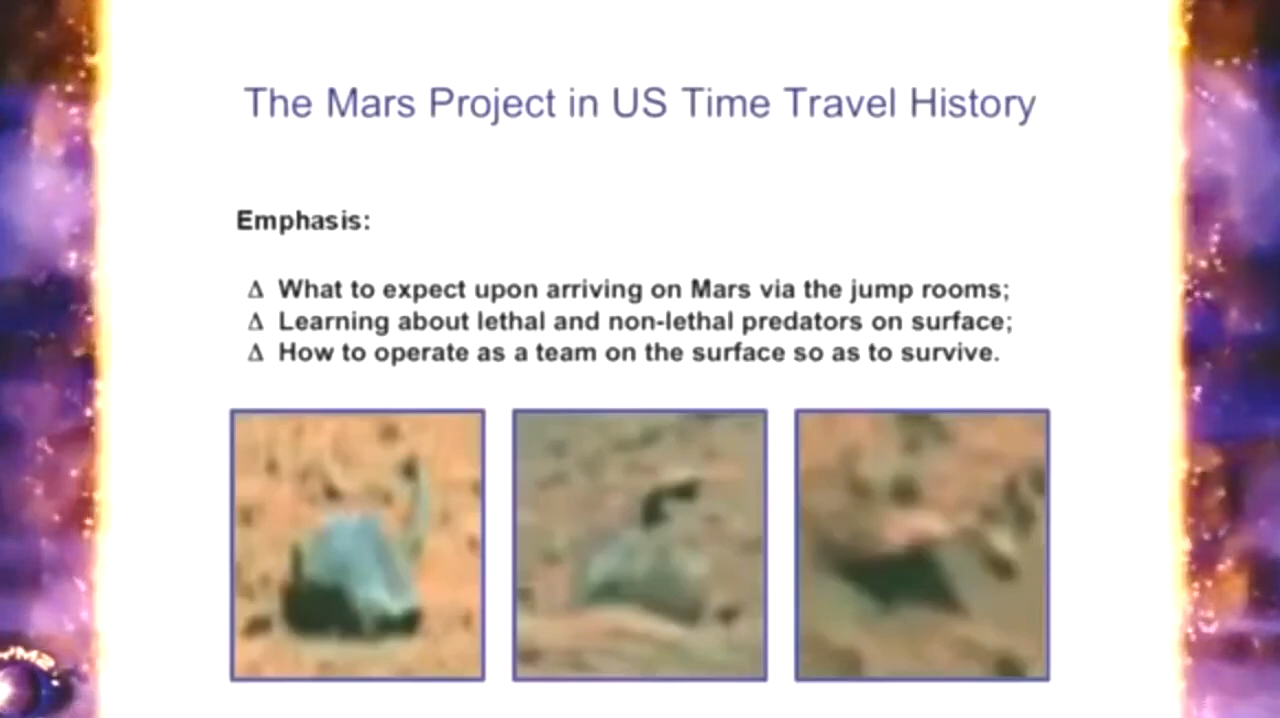 The Mars Project in US Time Travel History
Emphasis:
Δ What to expect upon arriving on Mars via the jump rooms;
Δ Learning about lethal and non-lethal predators on surface;
Δ How to operate as a team on the surface so as to survive.